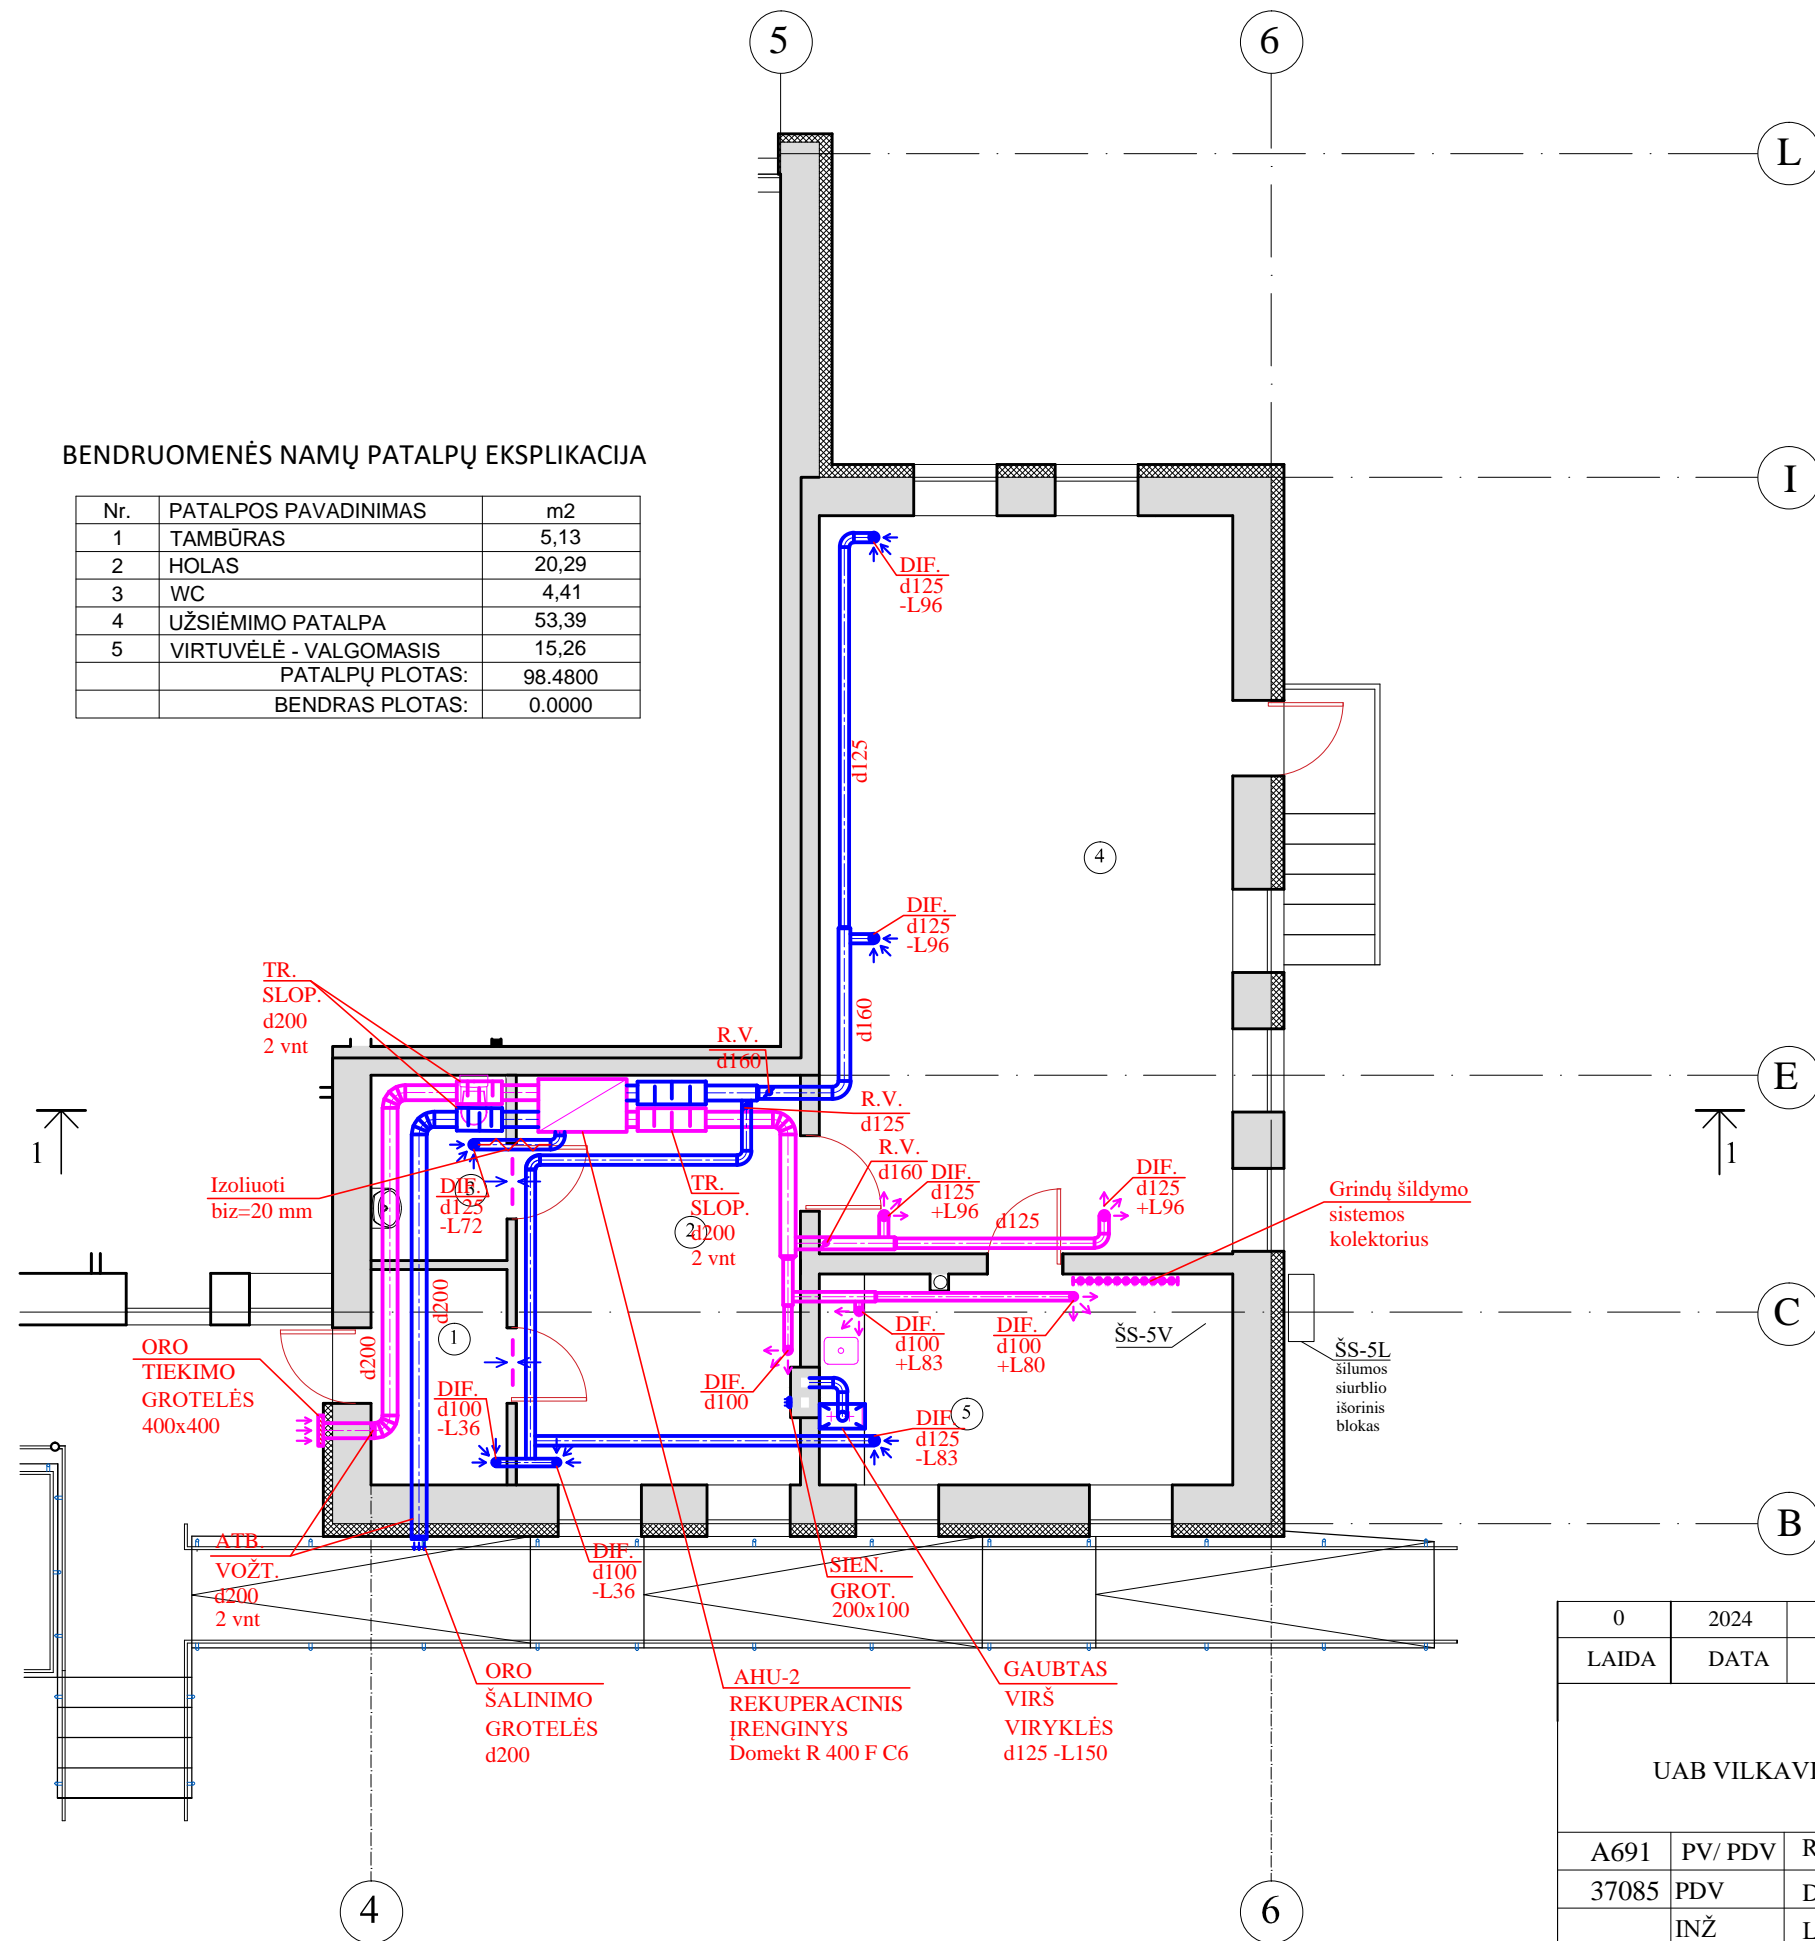 5
6
L
BENDRUOMENĖS NAMŲ PATALPŲ EKSPLIKACIJA
I
Nr. PATALPOS PAVADINIMAS m2
1 TAMBŪRAS 5,13
2 HOLAS 20,29
3 WC 4,41
4 UŽSIĖMIMO PATALPA 53,39
5 VIRTUVĖLĖ - VALGOMASIS 15,26
PATALPŲ PLOTAS: 98.4800
BENDRAS PLOTAS: 0.0000
DIF.
d125
-L96
d125
4
DIF.
d125
-L96
TR.
SLOP.
d200
2 vnt
d160
R.V.
d160
E
R.V.
d125
1
1
R.V.
d160
DIF.
d125
+L96
DIF.
d125
+L96
Izoliuoti
biz=20 mm
DIF.
d125
-L72
3
TR.
SLOP.
d200
2 vnt
2
d125
Grindų šildymo
sistemos
kolektorius
d200
d200
1
C
ORO
TIEKIMO
GROTELĖS
400x400
DIF.
d100
+L83
DIF.
d100
+L80
ŠS-5V
ŠS-5L
šilumos
siurblio
išorinis
blokas
DIF.
d100
DIF.
d100
-L36
DIF.
d125
-L83
5
B
ATB.
VOŽT.
d200
2 vnt
DIF.
d100
-L36
SIEN.
GROT.
200x100
0 2024
LAIDA DATA
ORO
ŠALINIMO
GROTELĖS
d200
AHU-2
REKUPERACINIS
ĮRENGINYS
Domekt R 400 F C6
GAUBTAS
VIRŠ
VIRYKLĖS
d125 -L150
UAB VILKAVI
A691 PV/ PDV R
37085 PDV D
INŽ L
4
6